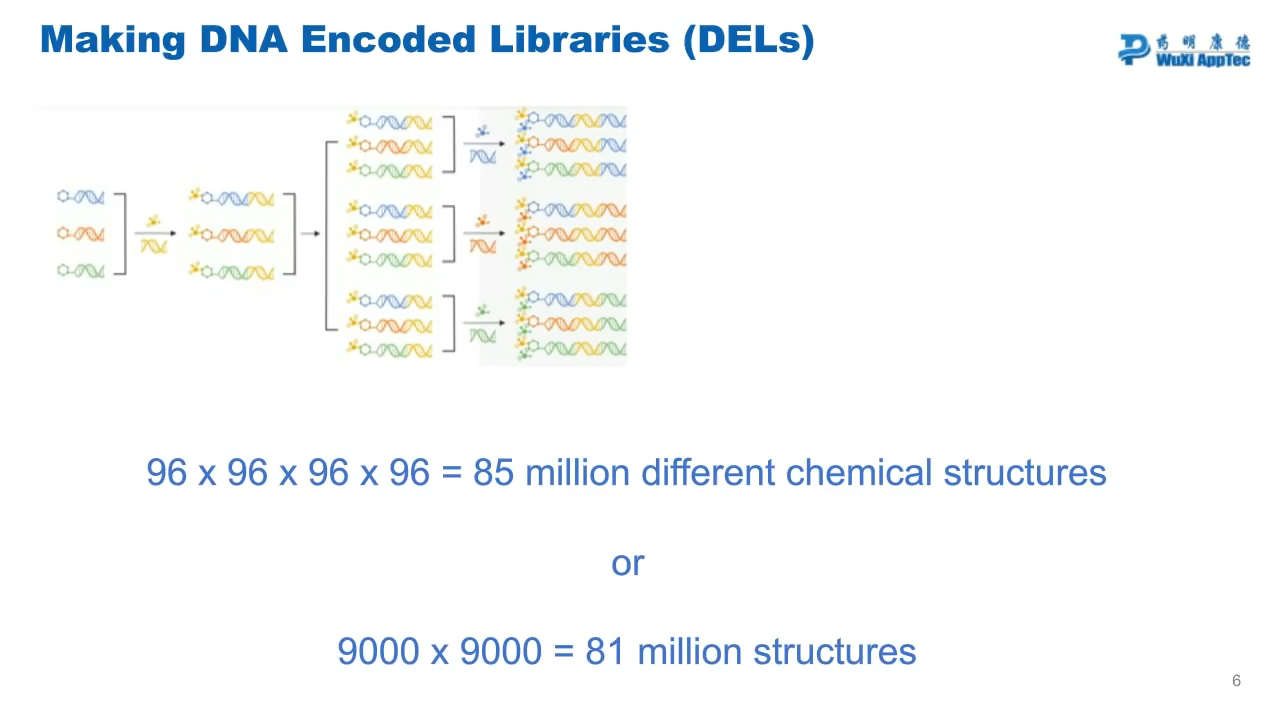 Making DNA Encoded Libraries (DELs)
药明康德
WuXi AppTec
96 x 96 x 96 x 96 = 85 million different chemical structures
or
9000 x 9000 = 81 million structures
6